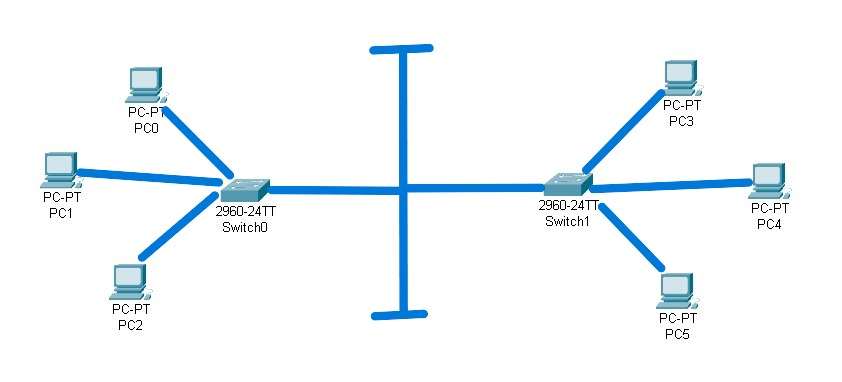 PC-PT
PC0
PC-PT
PC1
PC-PT
PC2
2960-24TT
Switch0
2960-24TT
Switch1
PC-PT
PC3
PC-PT
PC4
PC-PT
PC5